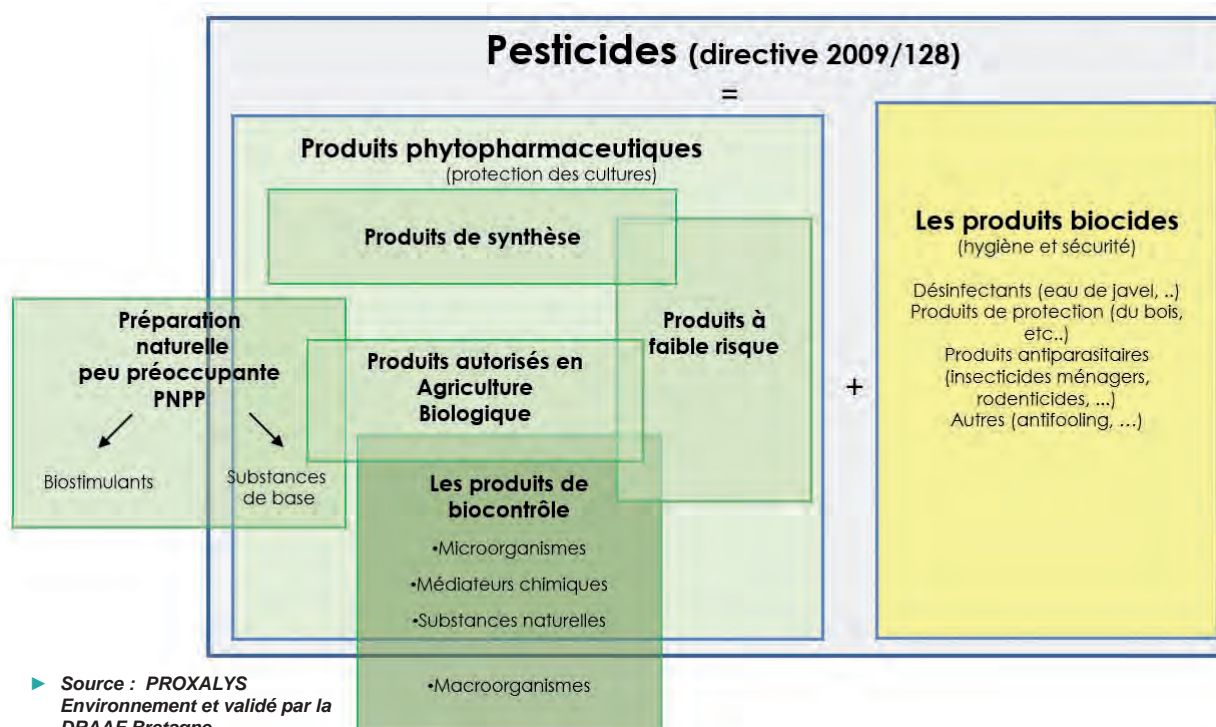 Pesticides (directive 2009/128)
=
Produits phytopharmaceutiques
(protection des cultures)
Produits de synthèse
Préparation
naturelle
peu préoccupante
PNPP
Biostimulants
Substances
de base
Produits autorisés en
Agriculture
Biologique
Produits à
faible risque
Les produits de
biocontrôle
•Microorganismes
•Médiateurs chimiques
•Substances naturelles
•Macroorganismes
+
Les produits biocides
(hygiène et sécurité)
Désinfectants (eau de javel, ..)
Produits de protection (du bois,
etc..)
Produits antiparasitaires
(insecticides ménagers,
rodenticides, ...)
Autres (antifooling, …)
► Source : PROXALYS
Environnement et validé par la
DRAAF Bretagne